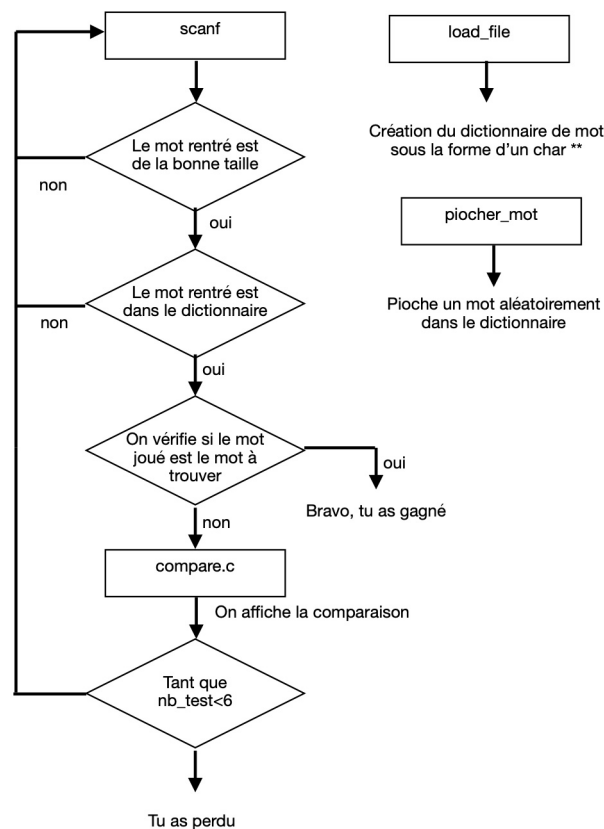 scanf
Le mot rentré est
de la bonne taille
non
oui
Le mot rentré est
dans le dictionnaire
non
oui
On vérifie si le mot
joué est le mot à
trouver
oui
Bravo, tu as gagné
non
compare.c
On affiche la comparaison
Tant que
nb_test<6
Tu as perdu
load_file
Création du dictionnaire de mot
sous la forme d’un char **
piocher_mot
Pioche un mot aléatoirement
dans le dictionnaire